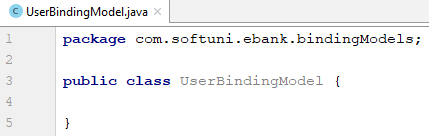 UserBindingModel.java
1 package com.softuni.ebank.bindingModels;
2
3 public class UserBindingModel {
4
5 }